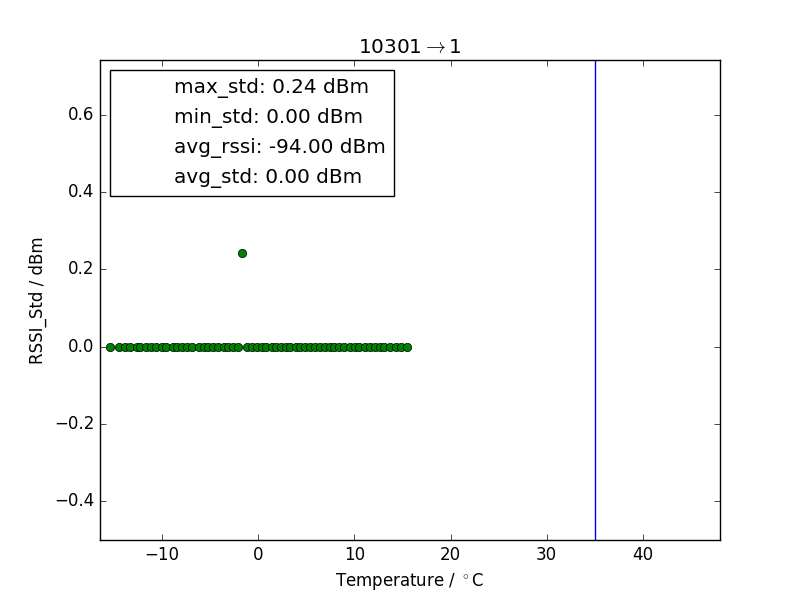 10301→1
max_std: 0.24 dBm
min_std: 0.00 dBm
avg_rssi: -94.00 dBm
avg_std: 0.00 dBm
RSSI_Std / dBm
0.6
0.4
0.2
0.0
−0.2
−0.4
−10 0 10 20 30 40
Temperature / °C